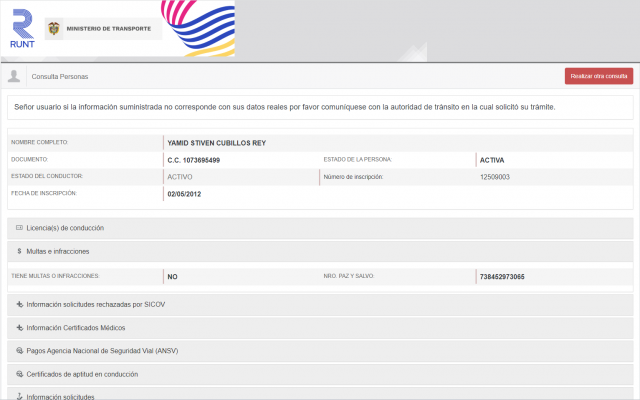 RUNT
MINISTERIO DE TRANSPORTE
Consulta Personas
Realizar otra consulta
Señor usuario si la información suministrada no corresponde con sus datos reales por favor comuníquese con la autoridad de tránsito en la cual solicitó su trámite.
NOMBRE COMPLETO: YAMID STIVEN CUBILLOS REY
DOCUMENTO: C.C. 1073695499 ESTADO DE LA PERSONA: ACTIVA
ESTADO DEL CONDUCTOR: ACTIVO Número de inscripción: 12509003
FECHA DE INSCRIPCIÓN: 02/05/2012
Licencia(s) de conducción
$ Multas e infracciones
TIENE MULTAS O INFRACCIONES: NO NRO. PAZ Y SALVO: 738452973065
Información solicitudes rechazadas por SICOV
Información Certificados Médicos
Pagos Agencia Nacional de Seguridad Vial (ANSV)
Certificados de aptitud en conducción
Información solicitudes